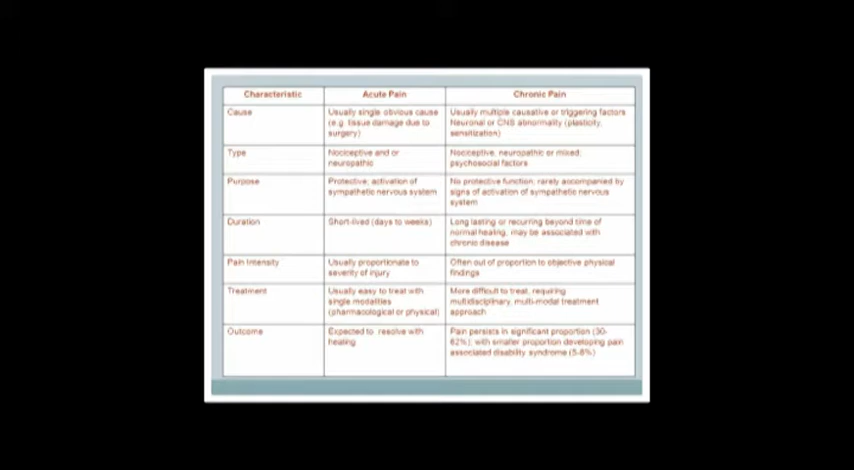 Characteristic Acute Pain Chronic Pain
Cause
Usually single obvious cause
(e.g. tissue damage due to
surgery)
Usually multiple causative or triggering factors
Neuronal or CNS abnormality (plasticity,
sensitization)
Type
Nociceptive and or
neuropathic
Nociceptive, neuropathic or mixed,
psychosocial factors
Purpose
Protective, activation of
sympathetic nervous system
No protective function, rarely accompanied by
signs of activation of sympathetic nervous
system
Duration
Short-lived (days to weeks)
Long lasting or recurring beyond time of
normal healing, may be associated with
chronic disease
Pain Intensity
Usually proportionate to
severity of injury
Often out of proportion to objective physical
findings
Treatment
Usually easy to treat with
single modalities
(pharmacological or physical)
More difficult to treat, requiring
multidisciplinary, multi-modal treatment
approach
Outcome
Expected to resolve with
healing
Pain persists in significant proportion (30-
62%); with smaller proportion developing pain
associated disability syndrome (5-8%)